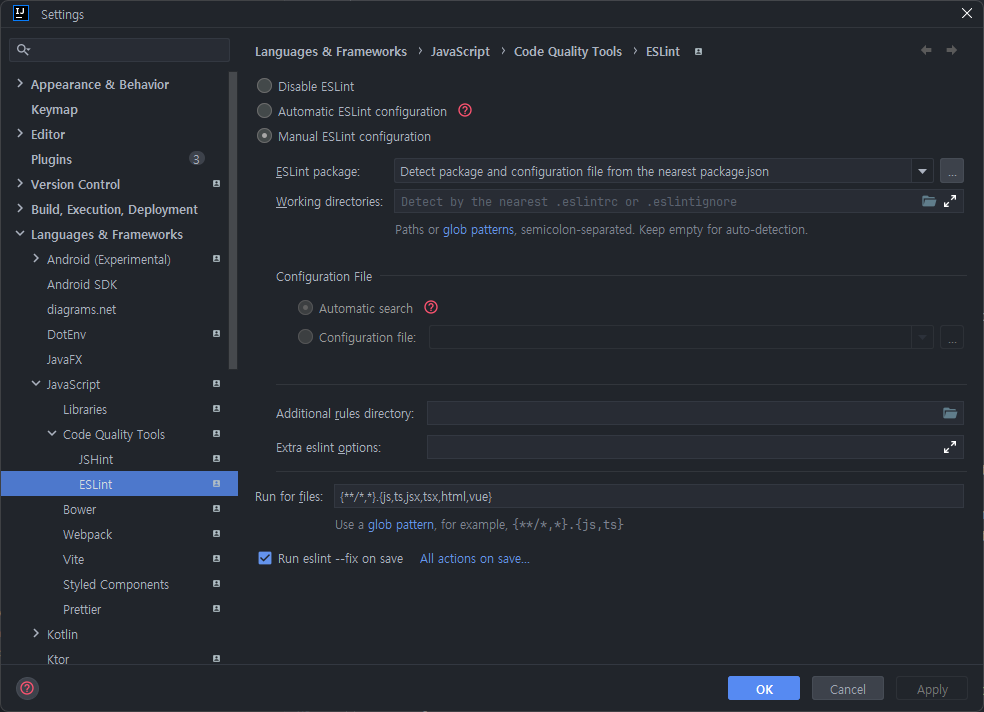 Settings
Languages & Frameworks › JavaScript › Code Quality Tools › ESLint
Appearance & Behavior
Keymap
Editor
Plugins 3
Version Control
Build, Execution, Deployment
Languages & Frameworks
Android (Experimental)
Android SDK
diagrams.net
DotEnv
JavaFX
JavaScript
Libraries
Code Quality Tools
JSHint
ESLint
Bower
Webpack
Vite
Styled Components
Prettier
Kotlin
Ktor
Disable ESLint
Automatic ESLint configuration
Manual ESLint configuration
ESLint package: Detect package and configuration file from the nearest package.json ...
Working directories: Detect by the nearest .eslintrc or .eslintignore
Paths or glob patterns, semicolon-separated. Keep empty for auto-detection.
Configuration File
Automatic search
Configuration file: ...
Additional rules directory:
Extra eslint options:
Run for files: {**/*,*}.{js,ts,jsx,tsx,html,vue}
Use a glob pattern, for example, {**/*,*}.{js,ts}
Run eslint --fix on save All actions on save...
OK Cancel Apply